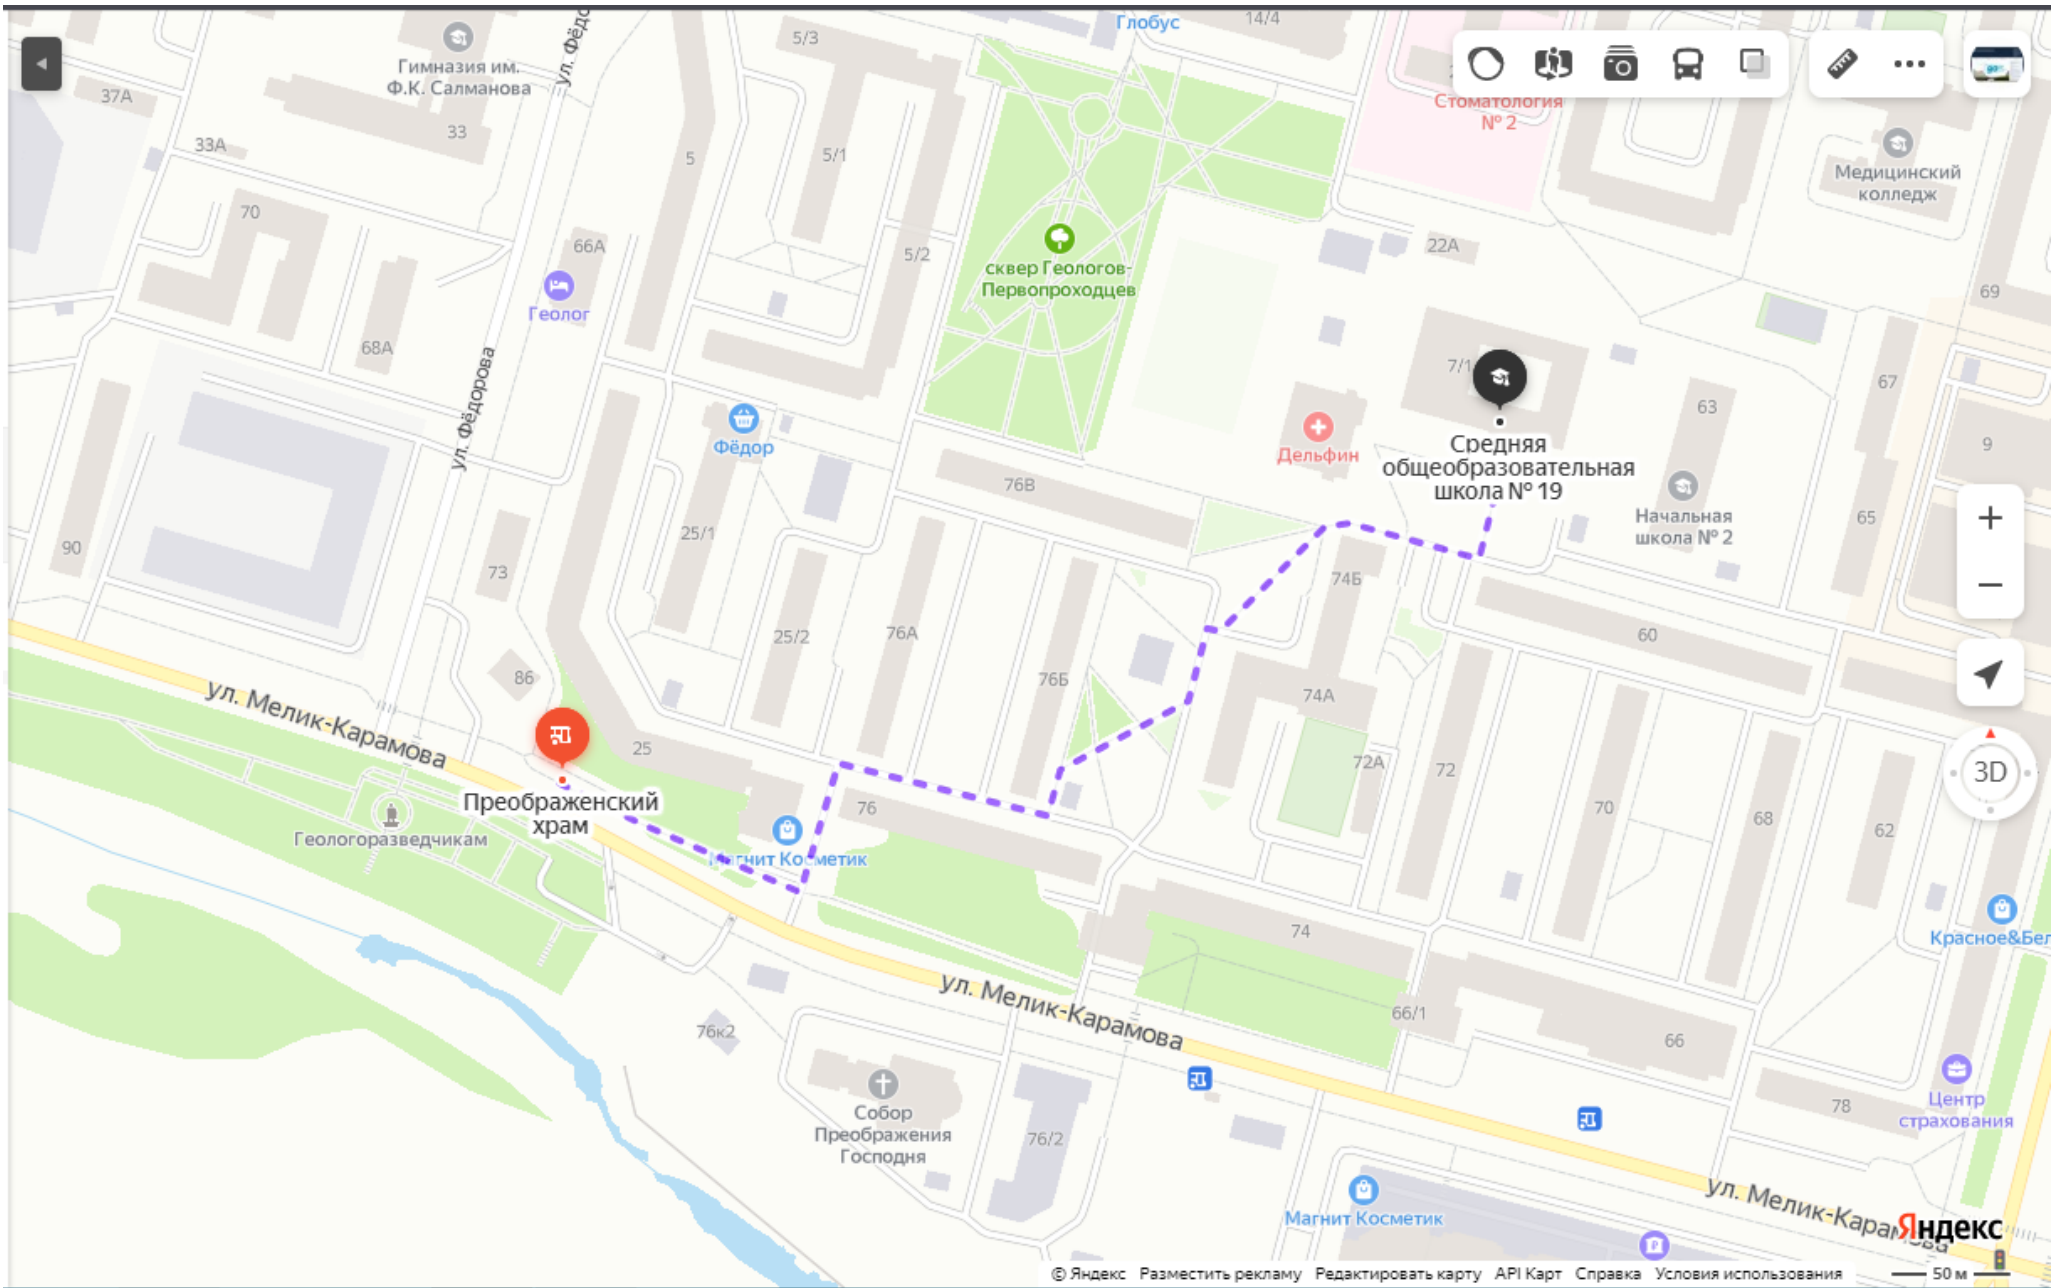 Глобус
14/4
5/3
ул. Фёд
Гимназия им.
Ф.К. Салманова
37А
33
33А
Стоматология
№ 2
5
5/1
Медицинский
колледж
70
66А
5/2
22А
сквер Геологов-
Первопроходцев
69
Геолог
68А
ул. Фёдорова
7/1
67
63
Фёдор
9
Дельфин
Средняя
общеобразовательная
школа № 19
76В
Начальная
школа № 2
65
25/1
90
73
74Б
25/2
76А
60
86
76Б
74А
ул. Мелик-Карамова
25
72А
72
3D
Преображенский
храм
76
70
68
62
Геологоразведчикам
Магнит Косметик
74
Красное&Бел
ул. Мелик-Карамова
66/1
76к2
66
Собор
Преображения
Господня
76/2
78
Центр
страхования
Магнит Косметик
ул. Мелик-Карамова
Яндекс
© Яндекс Разместить рекламу Редактировать карту API Карт Справка Условия использования 50 м